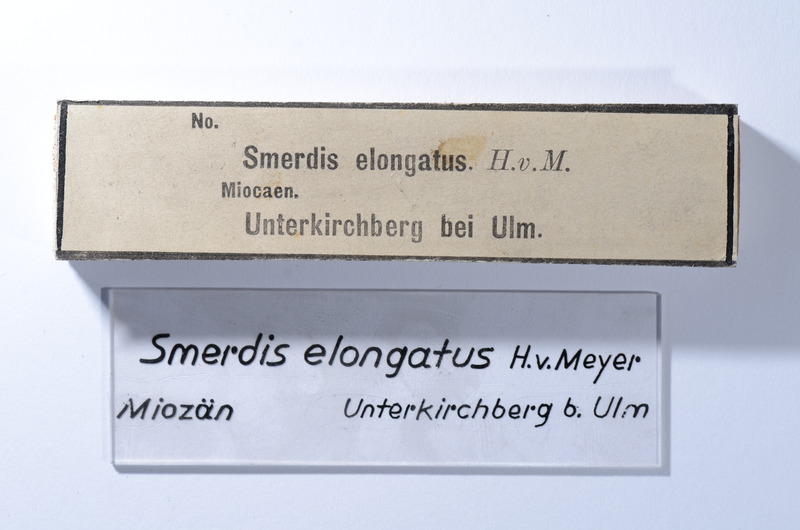 No.
Smerdis elongatus. H.v.M.
Miocaen.
Unterkirchberg bei Ulm.
Smerdis elongatus H.v.Meyer
Miozän Unterkirchberg b. Ulm